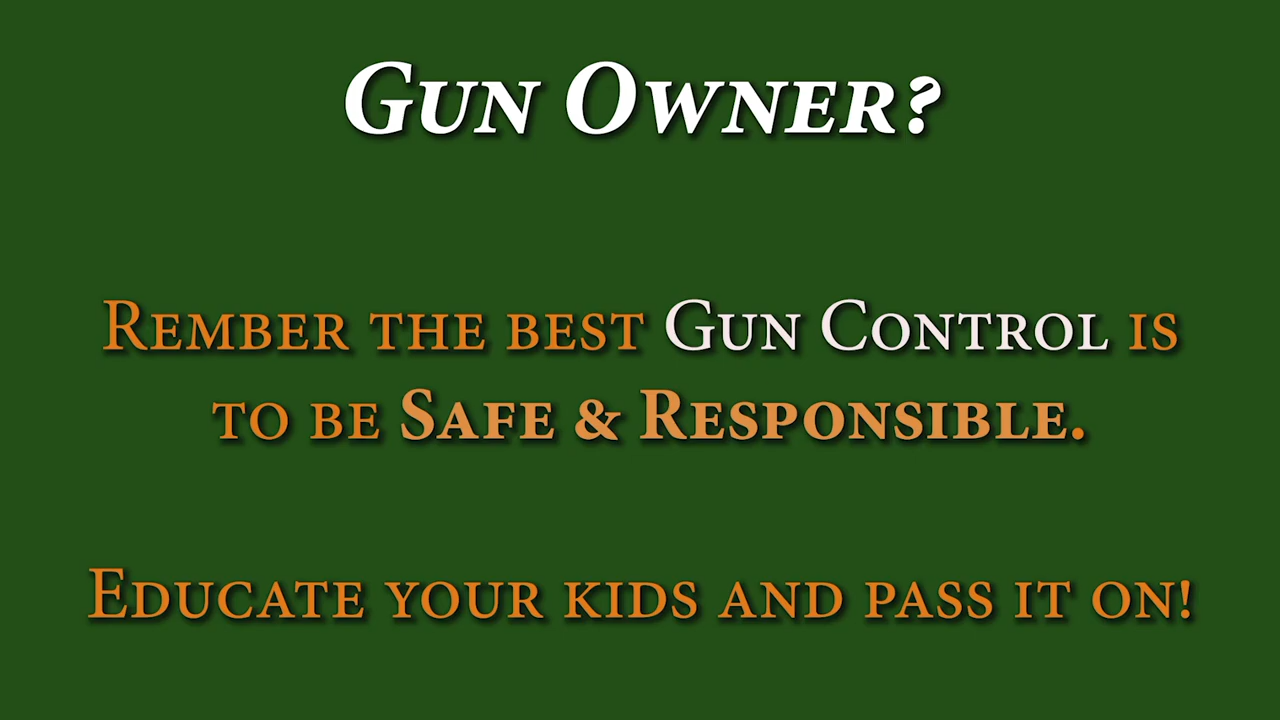 Gun Owner?
Rember the best Gun Control is
to be Safe & Responsible.
Educate your kids and pass it on!